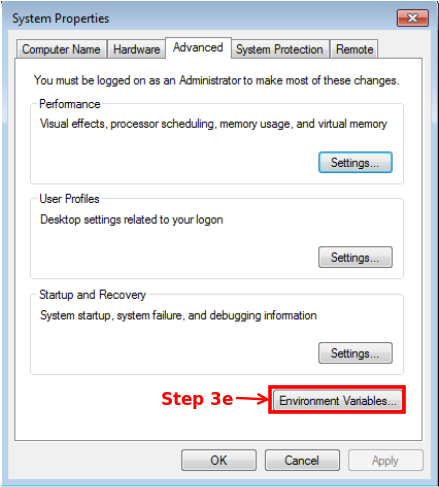 System Properties
Computer Name Hardware Advanced System Protection Remote
You must be logged on as an Administrator to make most of these changes.
Performance
Visual effects, processor scheduling, memory usage, and virtual memory
Settings...
User Profiles
Desktop settings related to your logon
Settings...
Startup and Recovery
System startup, system failure, and debugging information
Settings...
Step 3e Environment Variables...
OK Cancel Apply